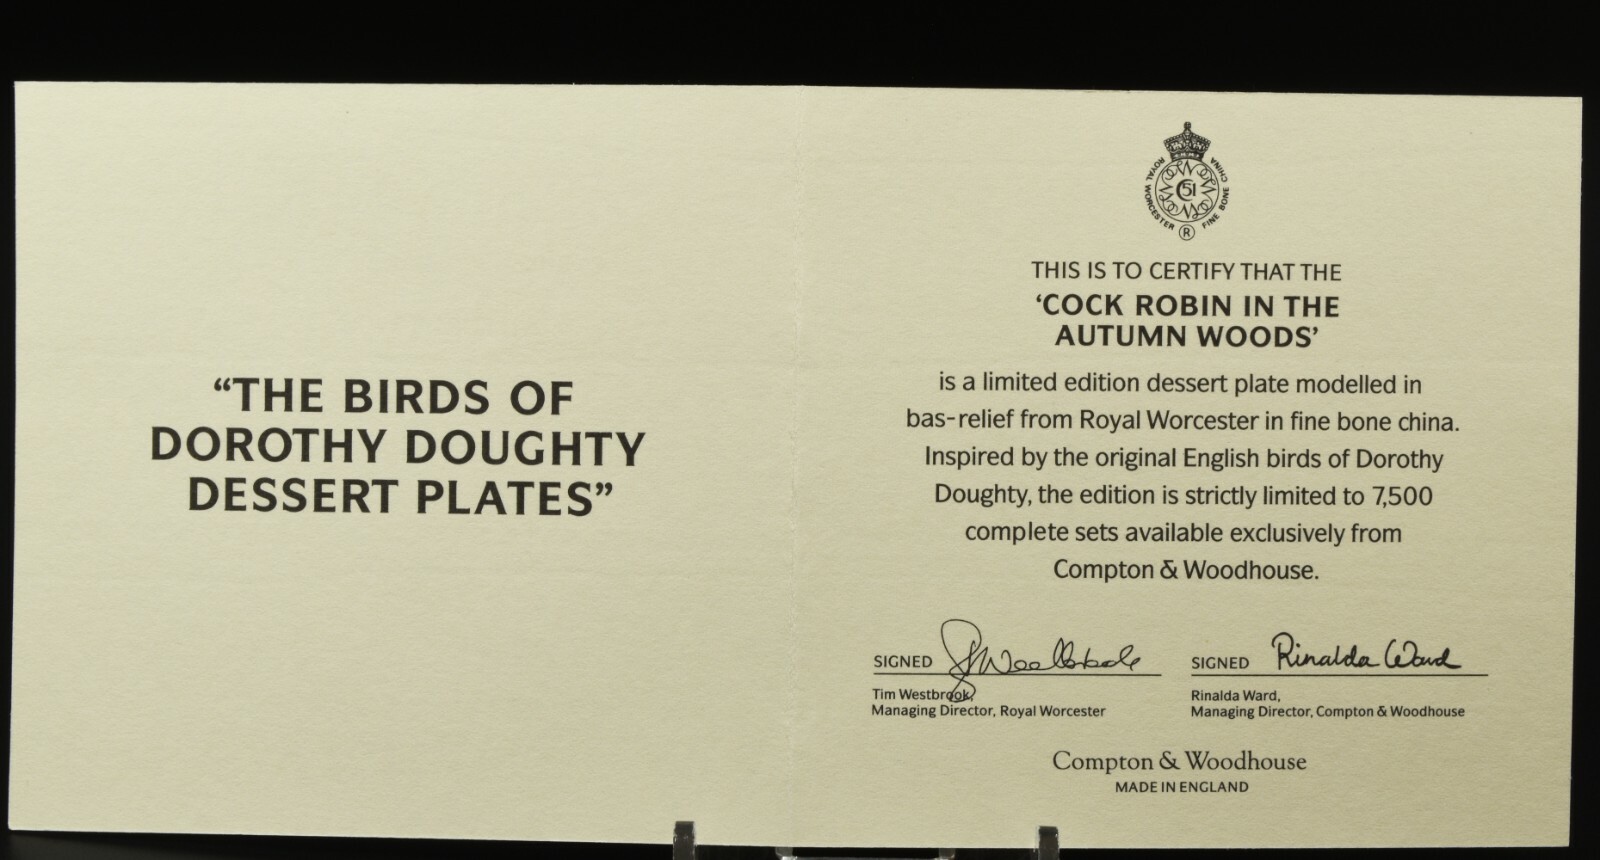 “THE BIRDS OF
DOROTHY DOUGHTY
DESSERT PLATES”
ROYAL WORCESTER FINE BONE CHINA
51
®
THIS IS TO CERTIFY THAT THE
‘COCK ROBIN IN THE
AUTUMN WOODS’
is a limited edition dessert plate modelled in
bas-relief from Royal Worcester in fine bone china.
Inspired by the original English birds of Dorothy
Doughty, the edition is strictly limited to 7,500
complete sets available exclusively from
Compton & Woodhouse.
SIGNED
Tim Westbrook,
Managing Director, Royal Worcester
SIGNED Rinalda Ward
Rinalda Ward,
Managing Director, Compton & Woodhouse
Compton & Woodhouse
MADE IN ENGLAND